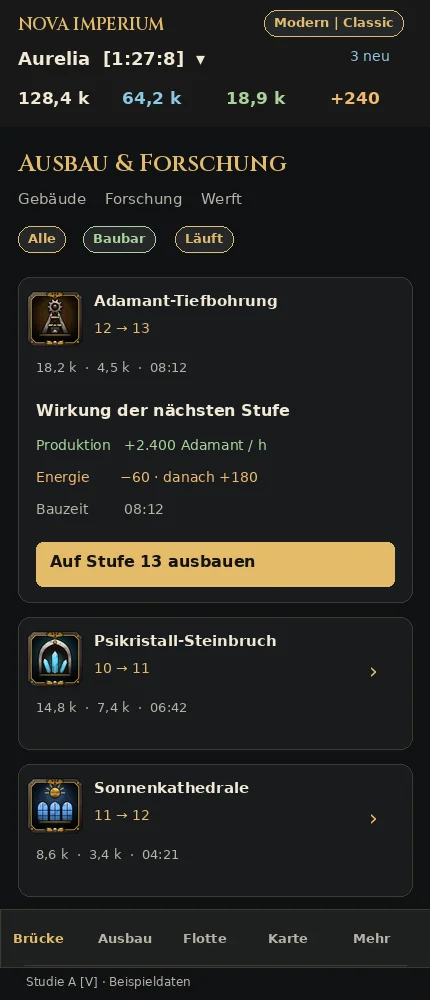 NOVA IMPERIUM
Modern | Classic
Aurelia [1:27:8] ▾
3 neu
128,4 k 64,2 k 18,9 k +240
Ausbau & Forschung
Gebäude Forschung Werft
Alle Baubar Läuft
Adamant-Tiefbohrung
12 → 13
18,2 k · 4,5 k · 08:12
Wirkung der nächsten Stufe
Produktion +2.400 Adamant / h
Energie −60 · danach +180
Bauzeit 08:12
Auf Stufe 13 ausbauen
Psikristall-Steinbruch
10 → 11
›
14,8 k · 7,4 k · 06:42
Sonnenkathedrale
11 → 12
›
8,6 k · 3,4 k · 04:21
Brücke Ausbau Flotte Karte Mehr
Studie A [V] · Beispieldaten